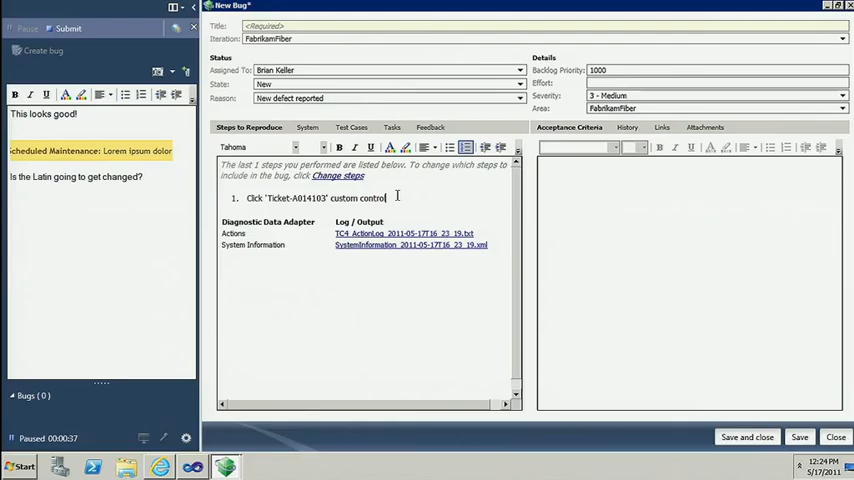 New Bug*
Pause Submit
Create bug
Title: <Required>
Iteration: FabrikamFiber
Status
Assigned To: Brian Keller
State: New
Reason: New defect reported
Details
Backlog Priority: 1000
Effort:
Severity: 3 - Medium
Area: FabrikamFiber
B I U
This looks good!
Scheduled Maintenance: Lorem ipsum dolor
Is the Latin going to get changed?
Steps to Reproduce System Test Cases Tasks Feedback
Acceptance Criteria History Links Attachments
Tahoma B I U
B I U
The last 1 steps you performed are listed below. To change which steps to
include in the bug, click Change steps
1. Click 'Ticket-A014103' custom control
Diagnostic Data Adapter Log / Output
Actions TC4_ActionLog_2011-05-17T16_23_19.txt
System Information SystemInformation_2011-05-17T16_23_19.xml
Bugs ( 0 )
Paused 00:00:37
Save and close Save Close
Start
12:24 PM
5/17/2011